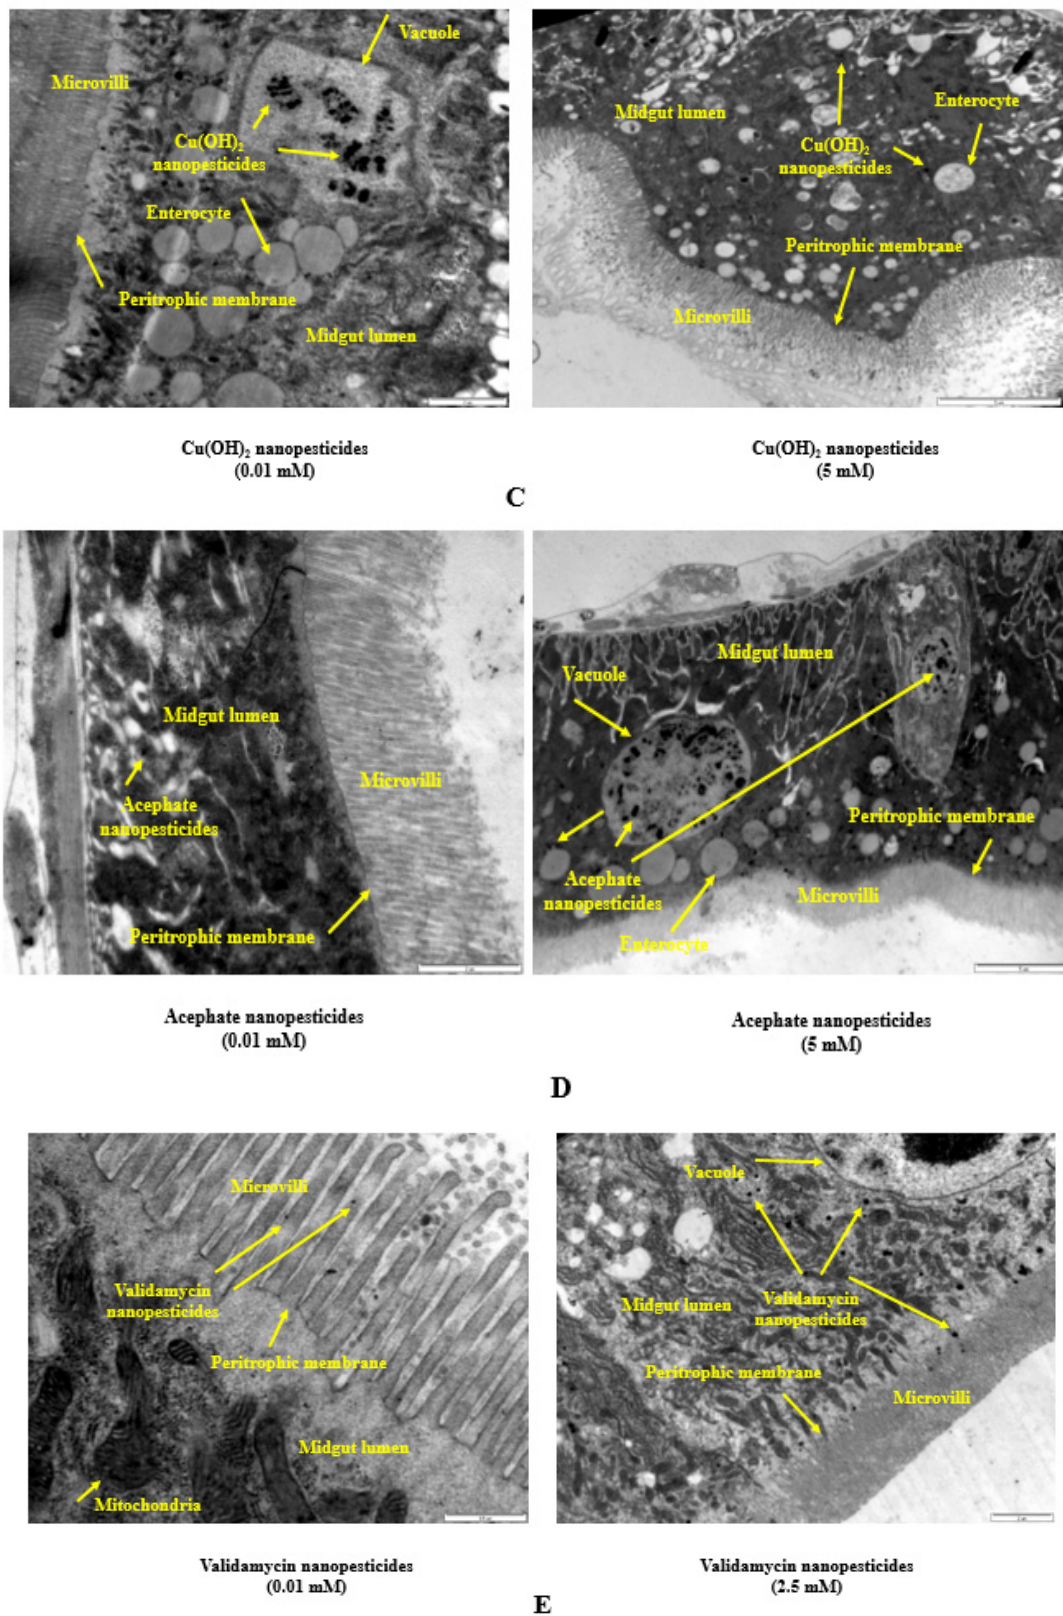 Vacuole
Microvilli
Cu(OH)₂
nanopesticides
Enterocyte
Peritrophic membrane
Midgut lumen
Midgut lumen
Enterocyte
Cu(OH)₂
nanopesticides
Peritrophic membrane
Microvilli
Cu(OH)₂ nanopesticides
(0.01 mM)
Cu(OH)₂ nanopesticides
(5 mM)
C
Midgut lumen
Microvilli
Acephate
nanopesticides
Peritrophic membrane
Midgut lumen
Vacuole
Peritrophic membrane
Acephate
nanopesticides
Microvilli
Enterocyte
Acephate nanopesticides
(0.01 mM)
Acephate nanopesticides
(5 mM)
D
Microvilli
Validamycin
nanopesticides
Peritrophic membrane
Midgut lumen
Mitochondria
Vacuole
Midgut lumen
Validamycin
nanopesticides
Peritrophic membrane
Microvilli
Validamycin nanopesticides
(0.01 mM)
Validamycin nanopesticides
(2.5 mM)
E